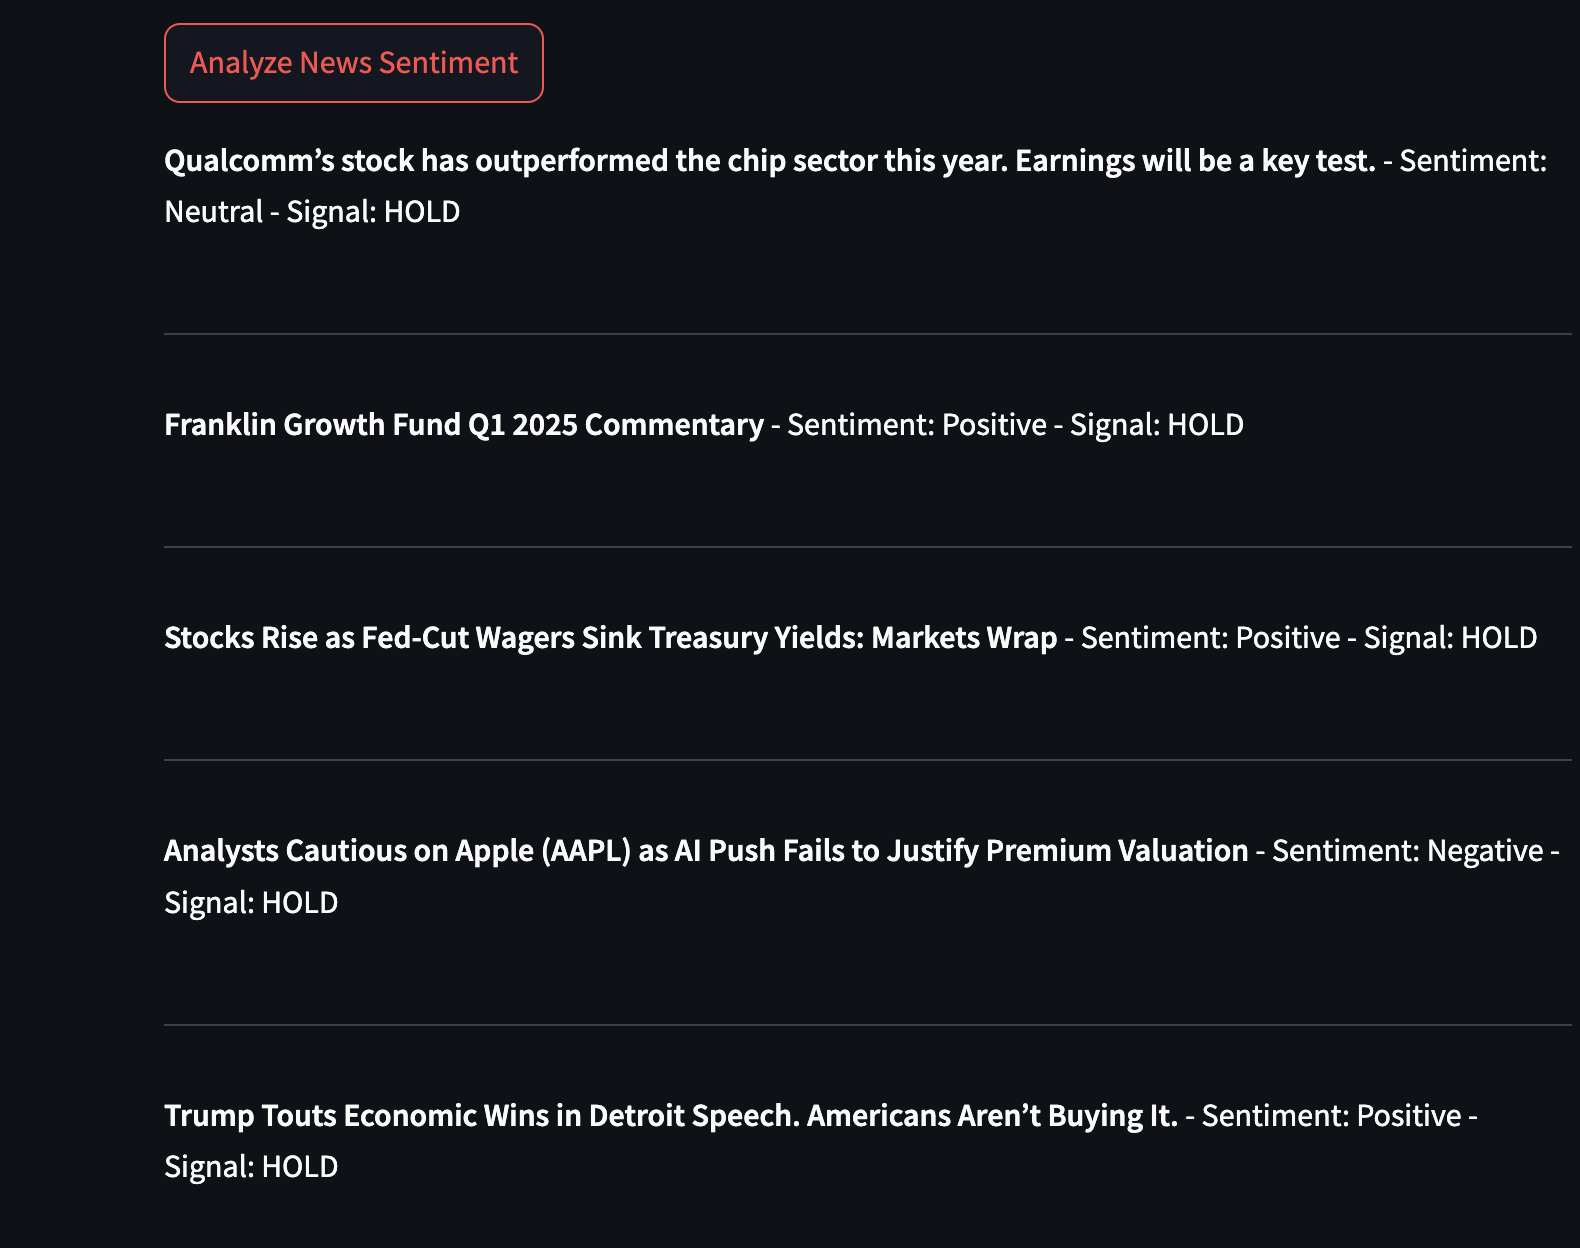 Analyze News Sentiment
Qualcomm’s stock has outperformed the chip sector this year. Earnings will be a key test. - Sentiment:
Neutral - Signal: HOLD
Franklin Growth Fund Q1 2025 Commentary - Sentiment: Positive - Signal: HOLD
Stocks Rise as Fed-Cut Wagers Sink Treasury Yields: Markets Wrap - Sentiment: Positive - Signal: HOLD
Analysts Cautious on Apple (AAPL) as AI Push Fails to Justify Premium Valuation - Sentiment: Negative -
Signal: HOLD
Trump Touts Economic Wins in Detroit Speech. Americans Aren’t Buying It. - Sentiment: Positive -
Signal: HOLD